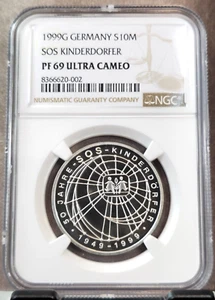 1999G GERMANY S10M
SOS KINDERDORFER
PF 69 ULTRA CAMEO
8366620-002
NUMISMATIC GUARANTY COMPANY
NGC
50 JAHRE · SOS - KINDERDÖRFER
· 1949-1999 ·